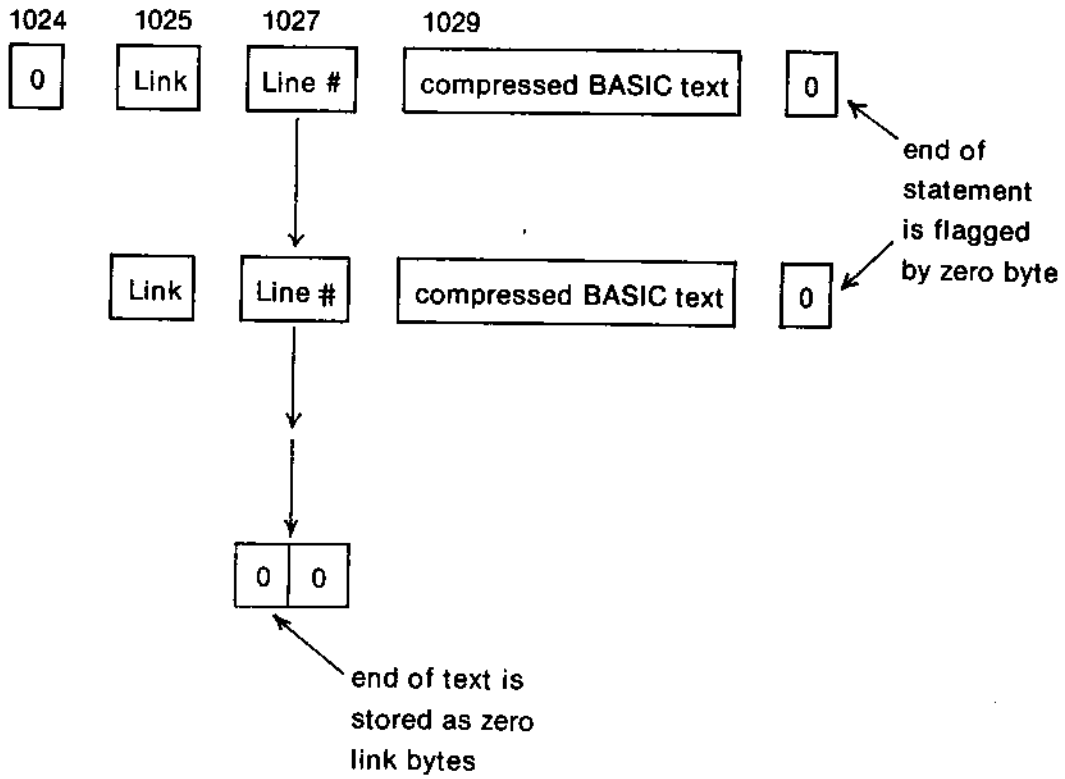 1024 1025 1027 1029
0 Link Line # compressed BASIC text 0
end of
statement
is flagged
by zero byte
Link Line # compressed BASIC text 0
0 0
end of text is
stored as zero
link bytes